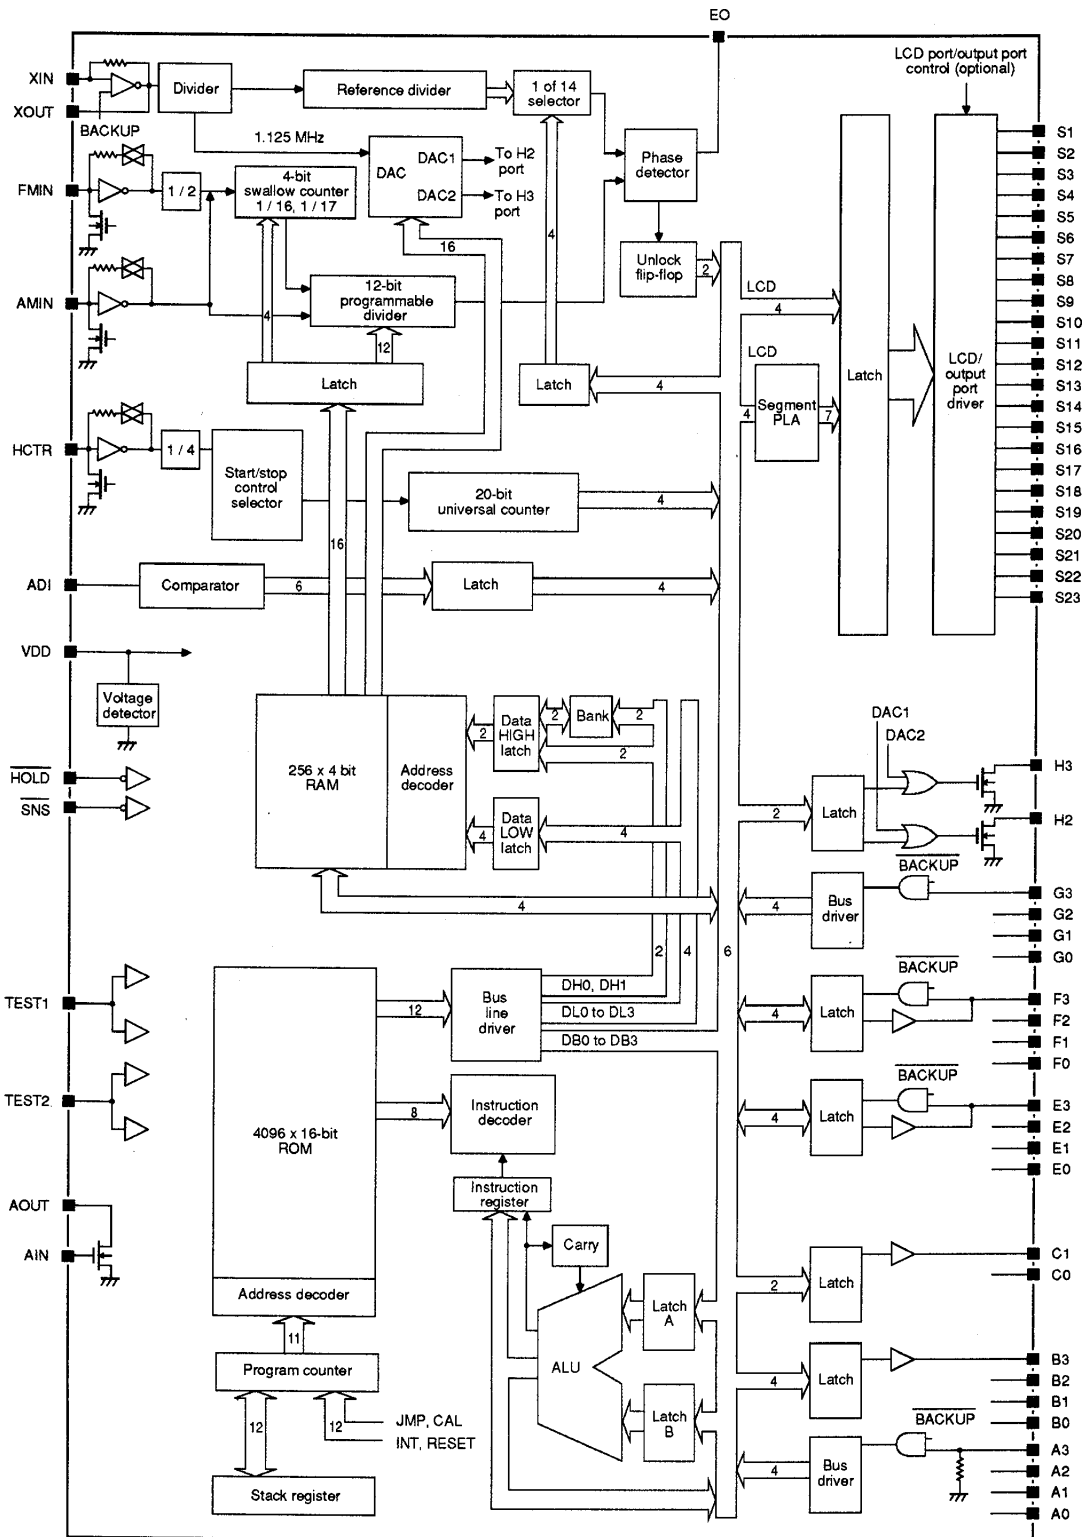 EO
LCD port/output port
control (optional)
XIN
XOUT
BACKUP
Divider
Reference divider
1 of 14
selector
1.125 MHz
FMIN
1 / 2
4-bit
swallow counter
1 / 16, 1 / 17
DAC
DAC1
DAC2
To H2
port
To H3
port
Phase
detector
16
4
Unlock
flip-flop
2
AMIN
4
12-bit
programmable
divider
12
Latch
Latch
4
LCD
4
LCD
4
Segment
PLA
7
Latch
LCD/
output
port
driver
S1
S2
S3
S4
S5
S6
S7
S8
S9
S10
S11
S12
S13
S14
S15
S16
S17
S18
S19
S20
S21
S22
S23
HCTR
1 / 4
Start/stop
control
selector
20-bit
universal counter
4
16
ADI
Comparator
6
Latch
4
VDD
Voltage
detector
HOLD
SNS
256 x 4 bit
RAM
Address
decoder
2
Data
HIGH
latch
2
Bank
2
2
4
Data
LOW
latch
4
4
DAC1
DAC2
2
Latch
H3
H2
BACKUP
4
Bus
driver
G3
G2
G1
G0
2
4
6
TEST1
TEST2
4096 x 16-bit
ROM
12
Bus
line
driver
DH0, DH1
DL0 to DL3
DB0 to DB3
BACKUP
4
Latch
F3
F2
F1
F0
8
Instruction
decoder
BACKUP
4
Latch
E3
E2
E1
E0
Instruction
register
AOUT
AIN
Carry
Address decoder
11
Program counter
12
12
JMP, CAL
INT, RESET
Stack register
ALU
Latch
A
Latch
B
2
Latch
C1
C0
4
Latch
B3
B2
B1
B0
BACKUP
4
Bus
driver
A3
A2
A1
A0